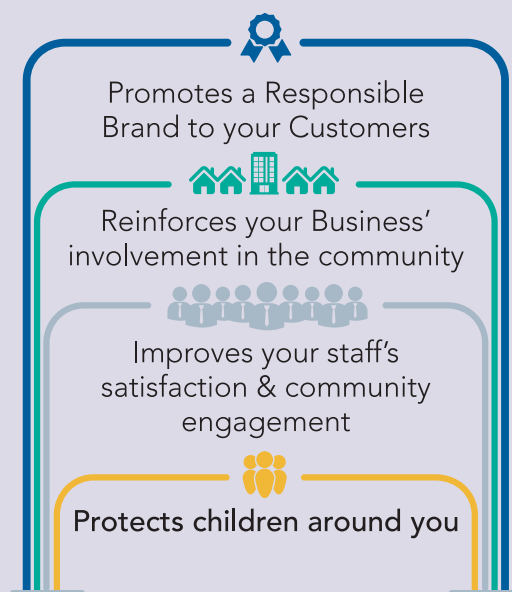 Promotes a Responsible
Brand to your Customers
Reinforces your Business’
involvement in the community
Improves your staff’s
satisfaction & community
engagement
Protects children around you